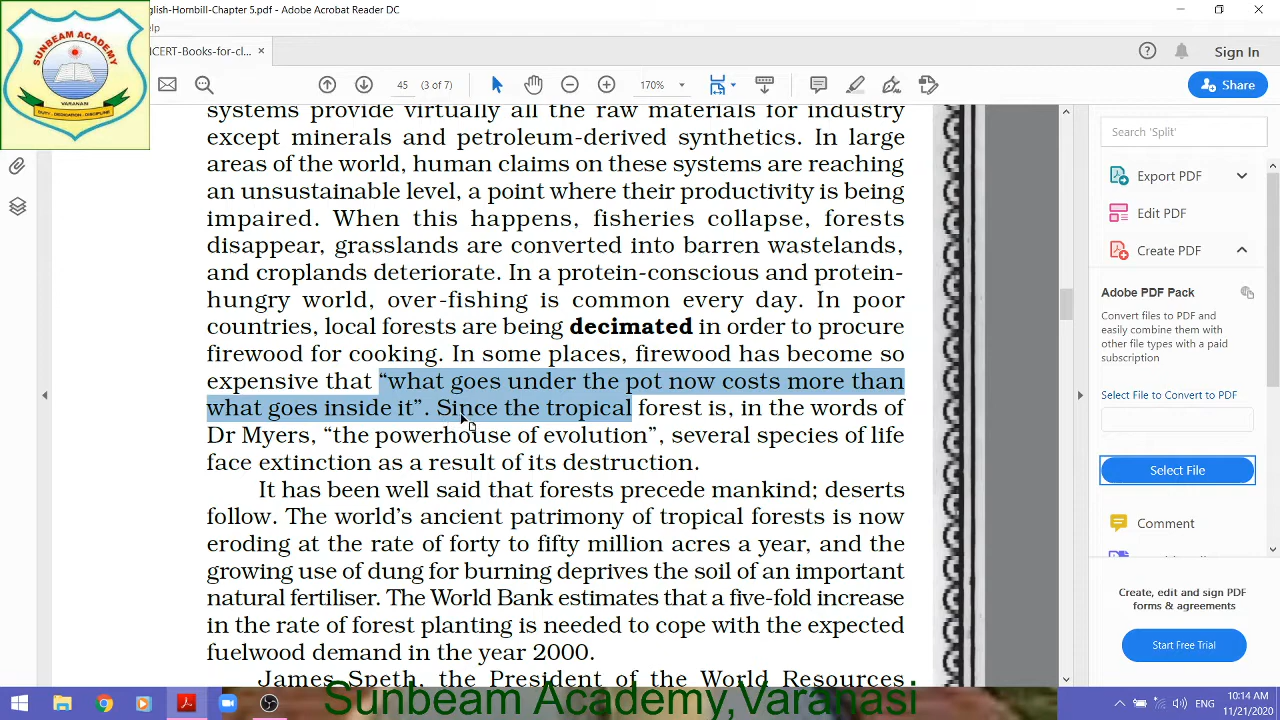 nglish-Hornbill-Chapter 5.pdf - Adobe Acrobat Reader DC
elp
SUNBEAM ACADEMY
VARANASI
DUTY - DEDICATION - DISCIPLINE
ICERT-Books-for-cl... ×
Sign In
45 (3 of 7)
170%
Share
systems provide virtually all the raw materials for industry
except minerals and petroleum-derived synthetics. In large
areas of the world, human claims on these systems are reaching
an unsustainable level, a point where their productivity is being
impaired. When this happens, fisheries collapse, forests
disappear, grasslands are converted into barren wastelands,
and croplands deteriorate. In a protein-conscious and protein-
hungry world, over-fishing is common every day. In poor
countries, local forests are being decimated in order to procure
firewood for cooking. In some places, firewood has become so
expensive that “what goes under the pot now costs more than
what goes inside it”. Since the tropical forest is, in the words of
Dr Myers, “the powerhouse of evolution”, several species of life
face extinction as a result of its destruction.
It has been well said that forests precede mankind; deserts
follow. The world’s ancient patrimony of tropical forests is now
eroding at the rate of forty to fifty million acres a year, and the
growing use of dung for burning deprives the soil of an important
natural fertiliser. The World Bank estimates that a five-fold increase
in the rate of forest planting is needed to cope with the expected
fuelwood demand in the year 2000.
James Speth, the President of the World Resources
Search 'Split'
Export PDF
Edit PDF
Create PDF
Adobe PDF Pack
Convert files to PDF and
easily combine them with
other file types with a paid
subscription
Select File to Convert to PDF
Select File
Comment
Create, edit and sign PDF
forms & agreements
Start Free Trial
Sunbeam Academy,Varanasi
ENG
10:14 AM
11/21/2020